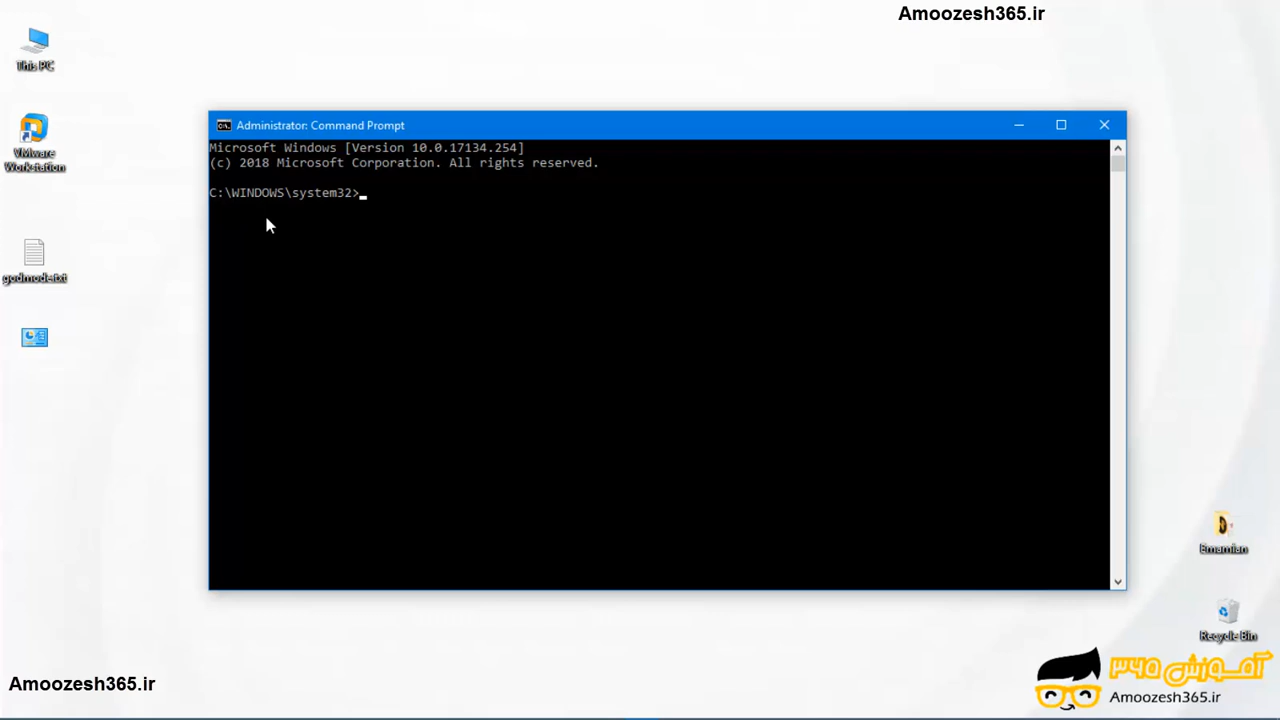 Amoozesh365.ir
This PC
VMware
Workstation
godmode.txt
Administrator: Command Prompt
Microsoft Windows [Version 10.0.17134.254]
(c) 2018 Microsoft Corporation. All rights reserved.
C:\WINDOWS\system32>
Emamian
Recycle Bin
آموزش ۳۶۵
Amoozesh365.ir
Amoozesh365.ir